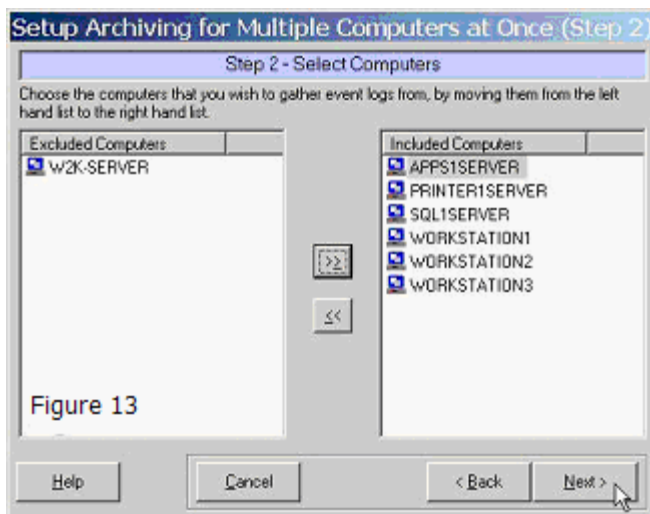 Setup Archiving for Multiple Computers at Once (Step 2)
Step 2 - Select Computers
Choose the computers that you wish to gather event logs from, by moving them from the left
hand list to the right hand list.
Excluded Computers
W2K-SERVER
Included Computers
APPS1SERVER
PRINTER1SERVER
SQL1SERVER
WORKSTATION1
WORKSTATION2
WORKSTATION3
>>
<<
Figure 13
Help
Cancel
< Back
Next >